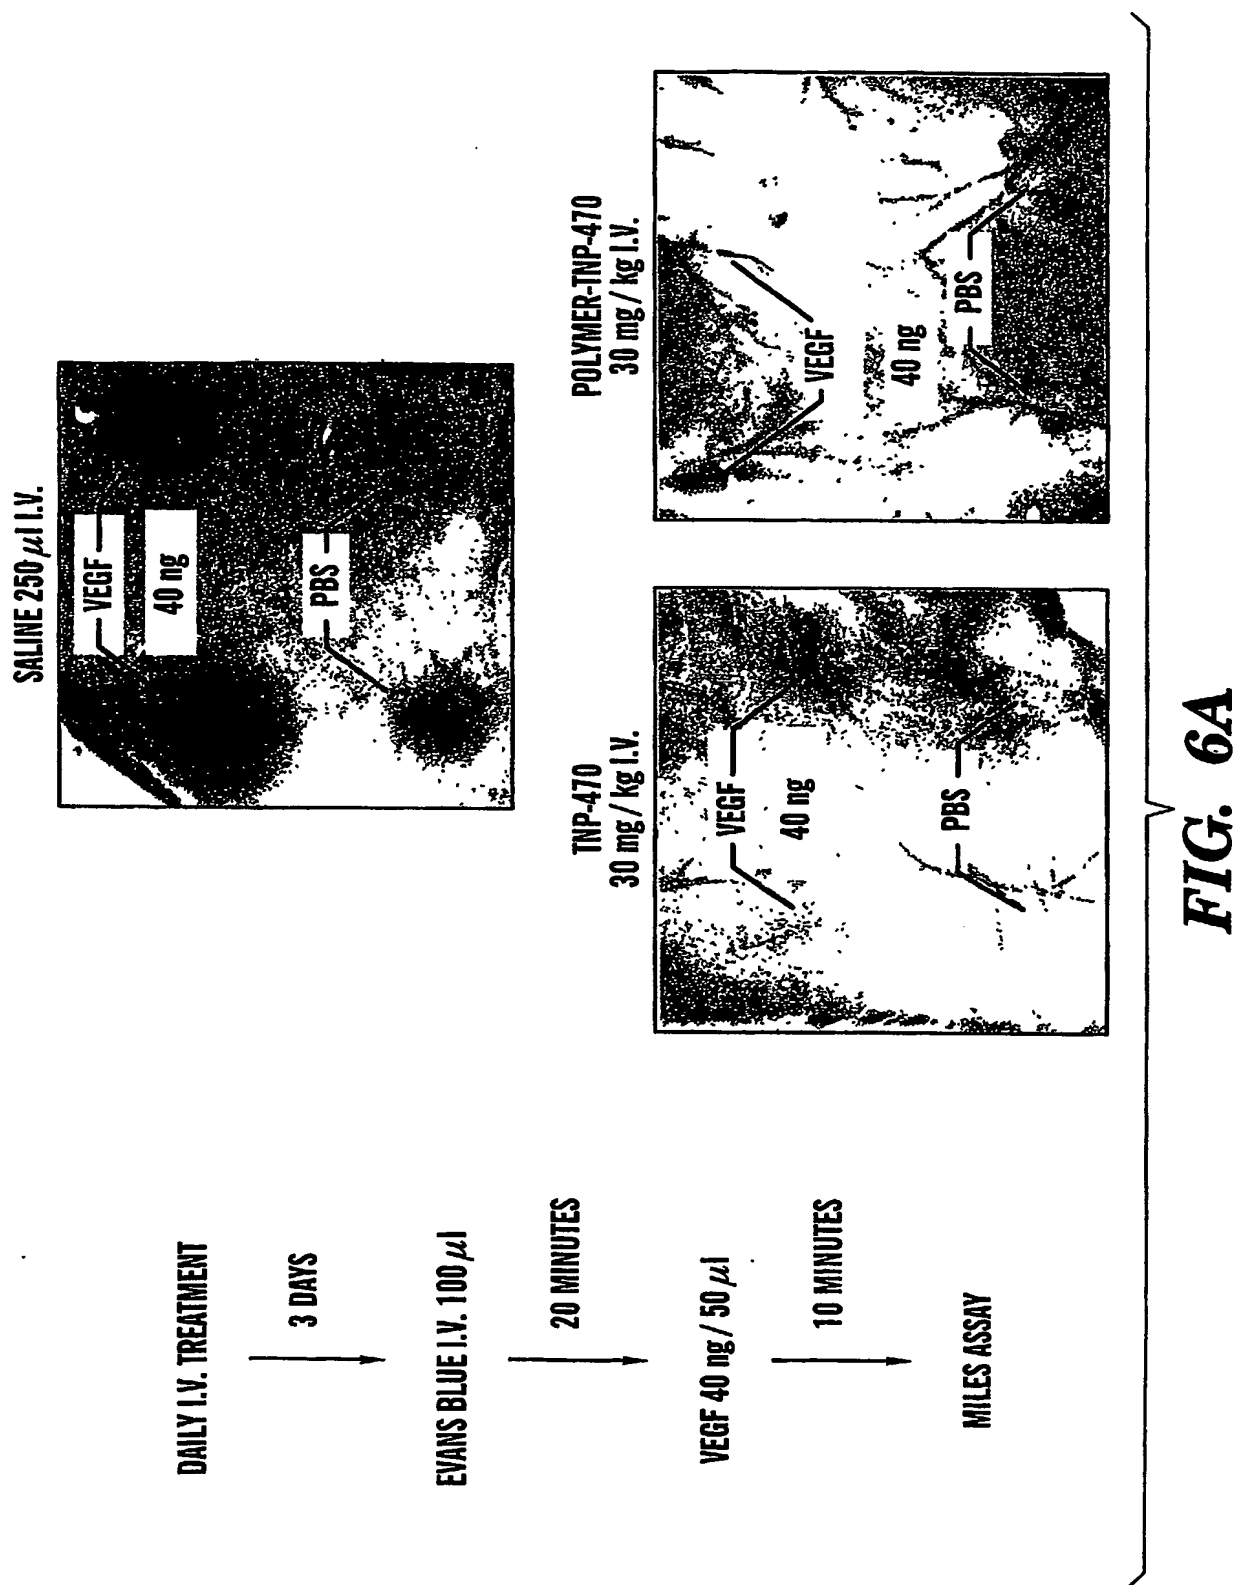 DAILY I.V. TREATMENT
3 DAYS
EVANS BLUE I.V. 100 μl
20 MINUTES
VEGF 40 ng / 50 μl
10 MINUTES
MILES ASSAY
SALINE 250 μl I.V.
VEGF
40 ng
PBS
TNP-470
30 mg / kg I.V.
VEGF
40 ng
PBS
POLYMER-TNP-470
30 mg / kg I.V.
VEGF
40 ng
PBS
FIG. 6A